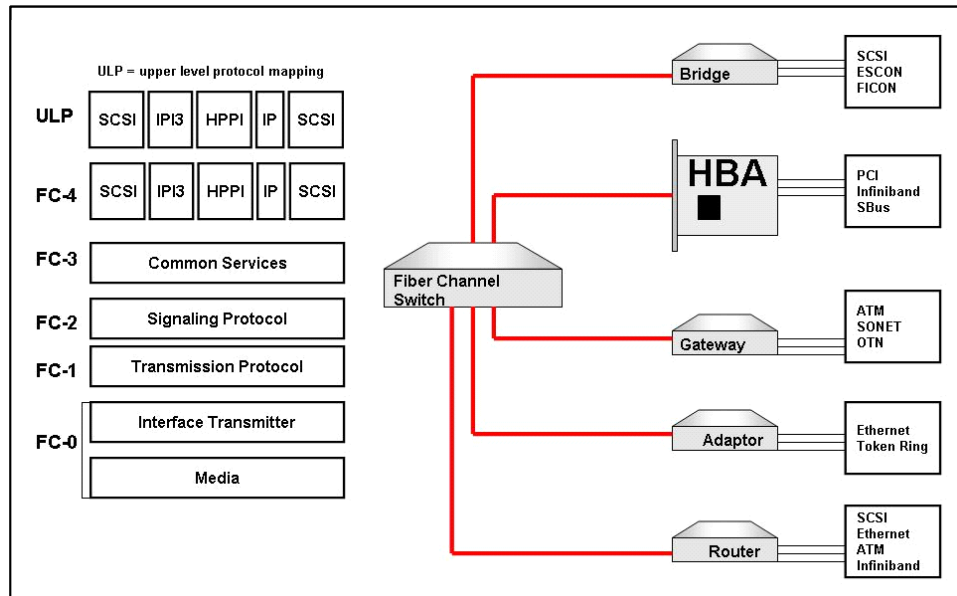 ULP = upper level protocol mapping
ULP
SCSI
IPI3
HPPI
IP
SCSI
FC-4
SCSI
IPI3
HPPI
IP
SCSI
FC-3
Common Services
FC-2
Signaling Protocol
FC-1
Transmission Protocol
FC-0
Interface Transmitter
Media
Fiber Channel
Switch
Bridge
SCSI
ESCON
FICON
HBA
PCI
Infiniband
SBus
Gateway
ATM
SONET
OTN
Adaptor
Ethernet
Token Ring
Router
SCSI
Ethernet
ATM
Infiniband